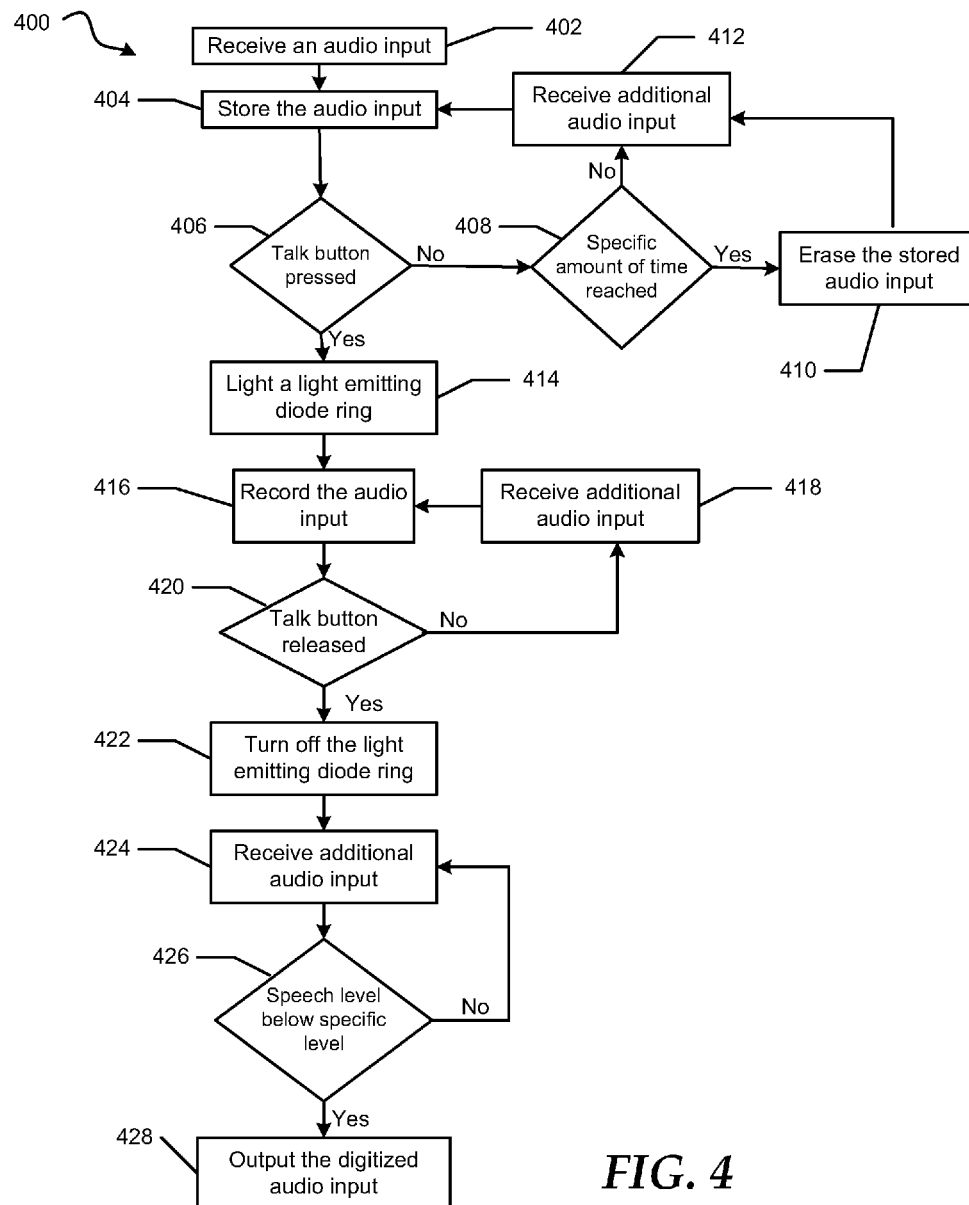 400
Receive an audio input
402
412
404
Store the audio input
Receive additional
audio input
No
406
Talk button
pressed
No
408
Specific
amount of time
reached
Yes
Erase the stored
audio input
410
Yes
Light a light emitting
diode ring
414
416
Record the audio
input
Receive additional
audio input
418
420
Talk button
released
No
Yes
422
Turn off the light
emitting diode ring
424
Receive additional
audio input
426
Speech level
below specific
level
No
Yes
428
Output the digitized
audio input
FIG. 4